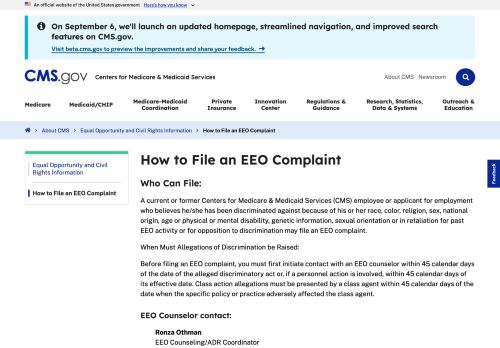 An official website of the United States government Here's how you know
On September 6, we'll launch an updated homepage, streamlined navigation, and improved search
features on CMS.gov.
Visit beta.cms.gov to preview the improvements and share your feedback.
CMS.gov Centers for Medicare & Medicaid Services
About CMS Newsroom
Medicare
Medicaid/CHIP
Medicare-Medicaid
Coordination
Private
Insurance
Innovation
Center
Regulations &
Guidance
Research, Statistics,
Data & Systems
Outreach &
Education
About CMS > Equal Opportunity and Civil Rights Information > How to File an EEO Complaint
Equal Opportunity and Civil
Rights Information
How to File an EEO Complaint
Feedback
How to File an EEO Complaint
Who Can File:
A current or former Centers for Medicare & Medicaid Services (CMS) employee or applicant for employment
who believes he/she has been discriminated against because of his or her race, color, religion, sex, national
origin, age or physical or mental disability, genetic information, sexual orientation or in retaliation for past
EEO activity or for opposition to discrimination may file an EEO complaint.
When Must Allegations of Discrimination be Raised:
Before filing an EEO complaint, you must first initiate contact with an EEO counselor within 45 calendar days
of the date of the alleged discriminatory act or, if a personnel action is involved, within 45 calendar days of
its effective date. Class action allegations must be presented by a class agent within 45 calendar days of the
date when the specific policy or practice adversely affected the class agent.
EEO Counselor contact:
Ronza Othman
EEO Counseling/ADR Coordinator